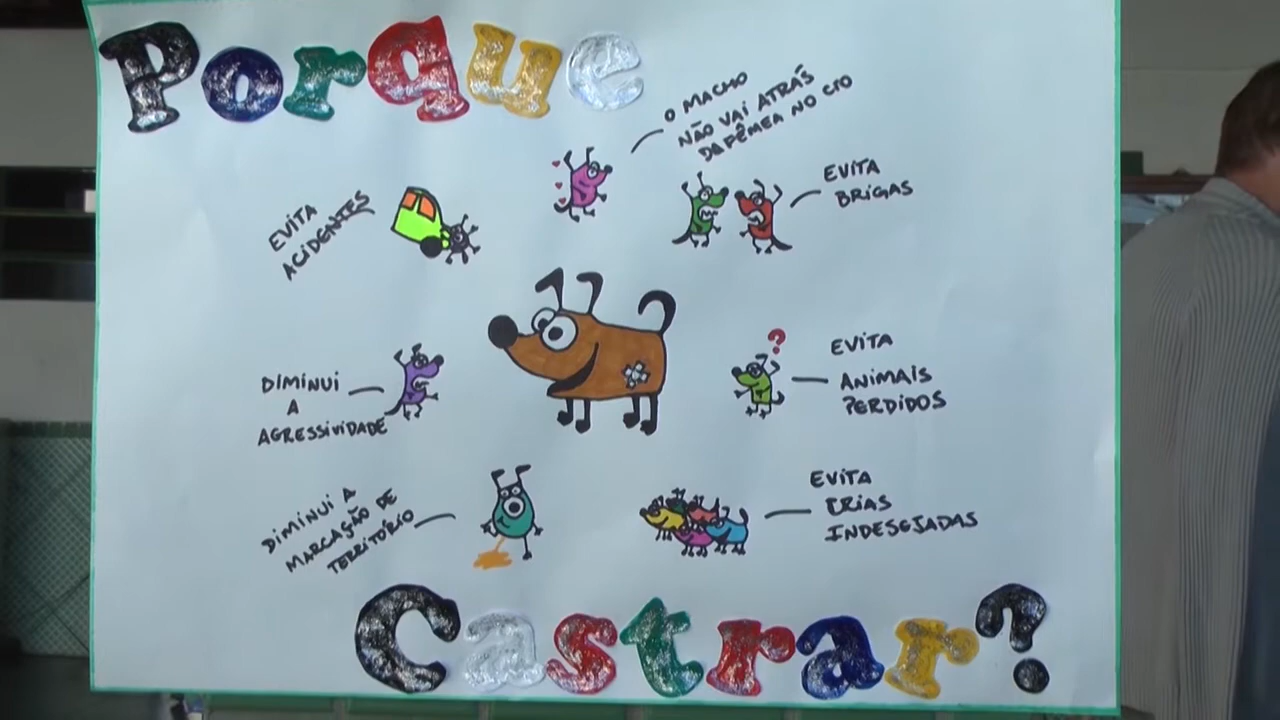 Porque
O MACHO
NÃO VAI ATRÁS
DA FÊMEA NO CIO
EVITA
BRIGAS
EVITA
ACIDENTES
EVITA
ANIMAIS
PERDIDOS
DIMINUI
A
AGRESSIVIDADE
EVITA
CRIAS
INDESEJADAS
DIMINUI A
MARCAÇÃO DE
TERRITÓRIO
Castrar?